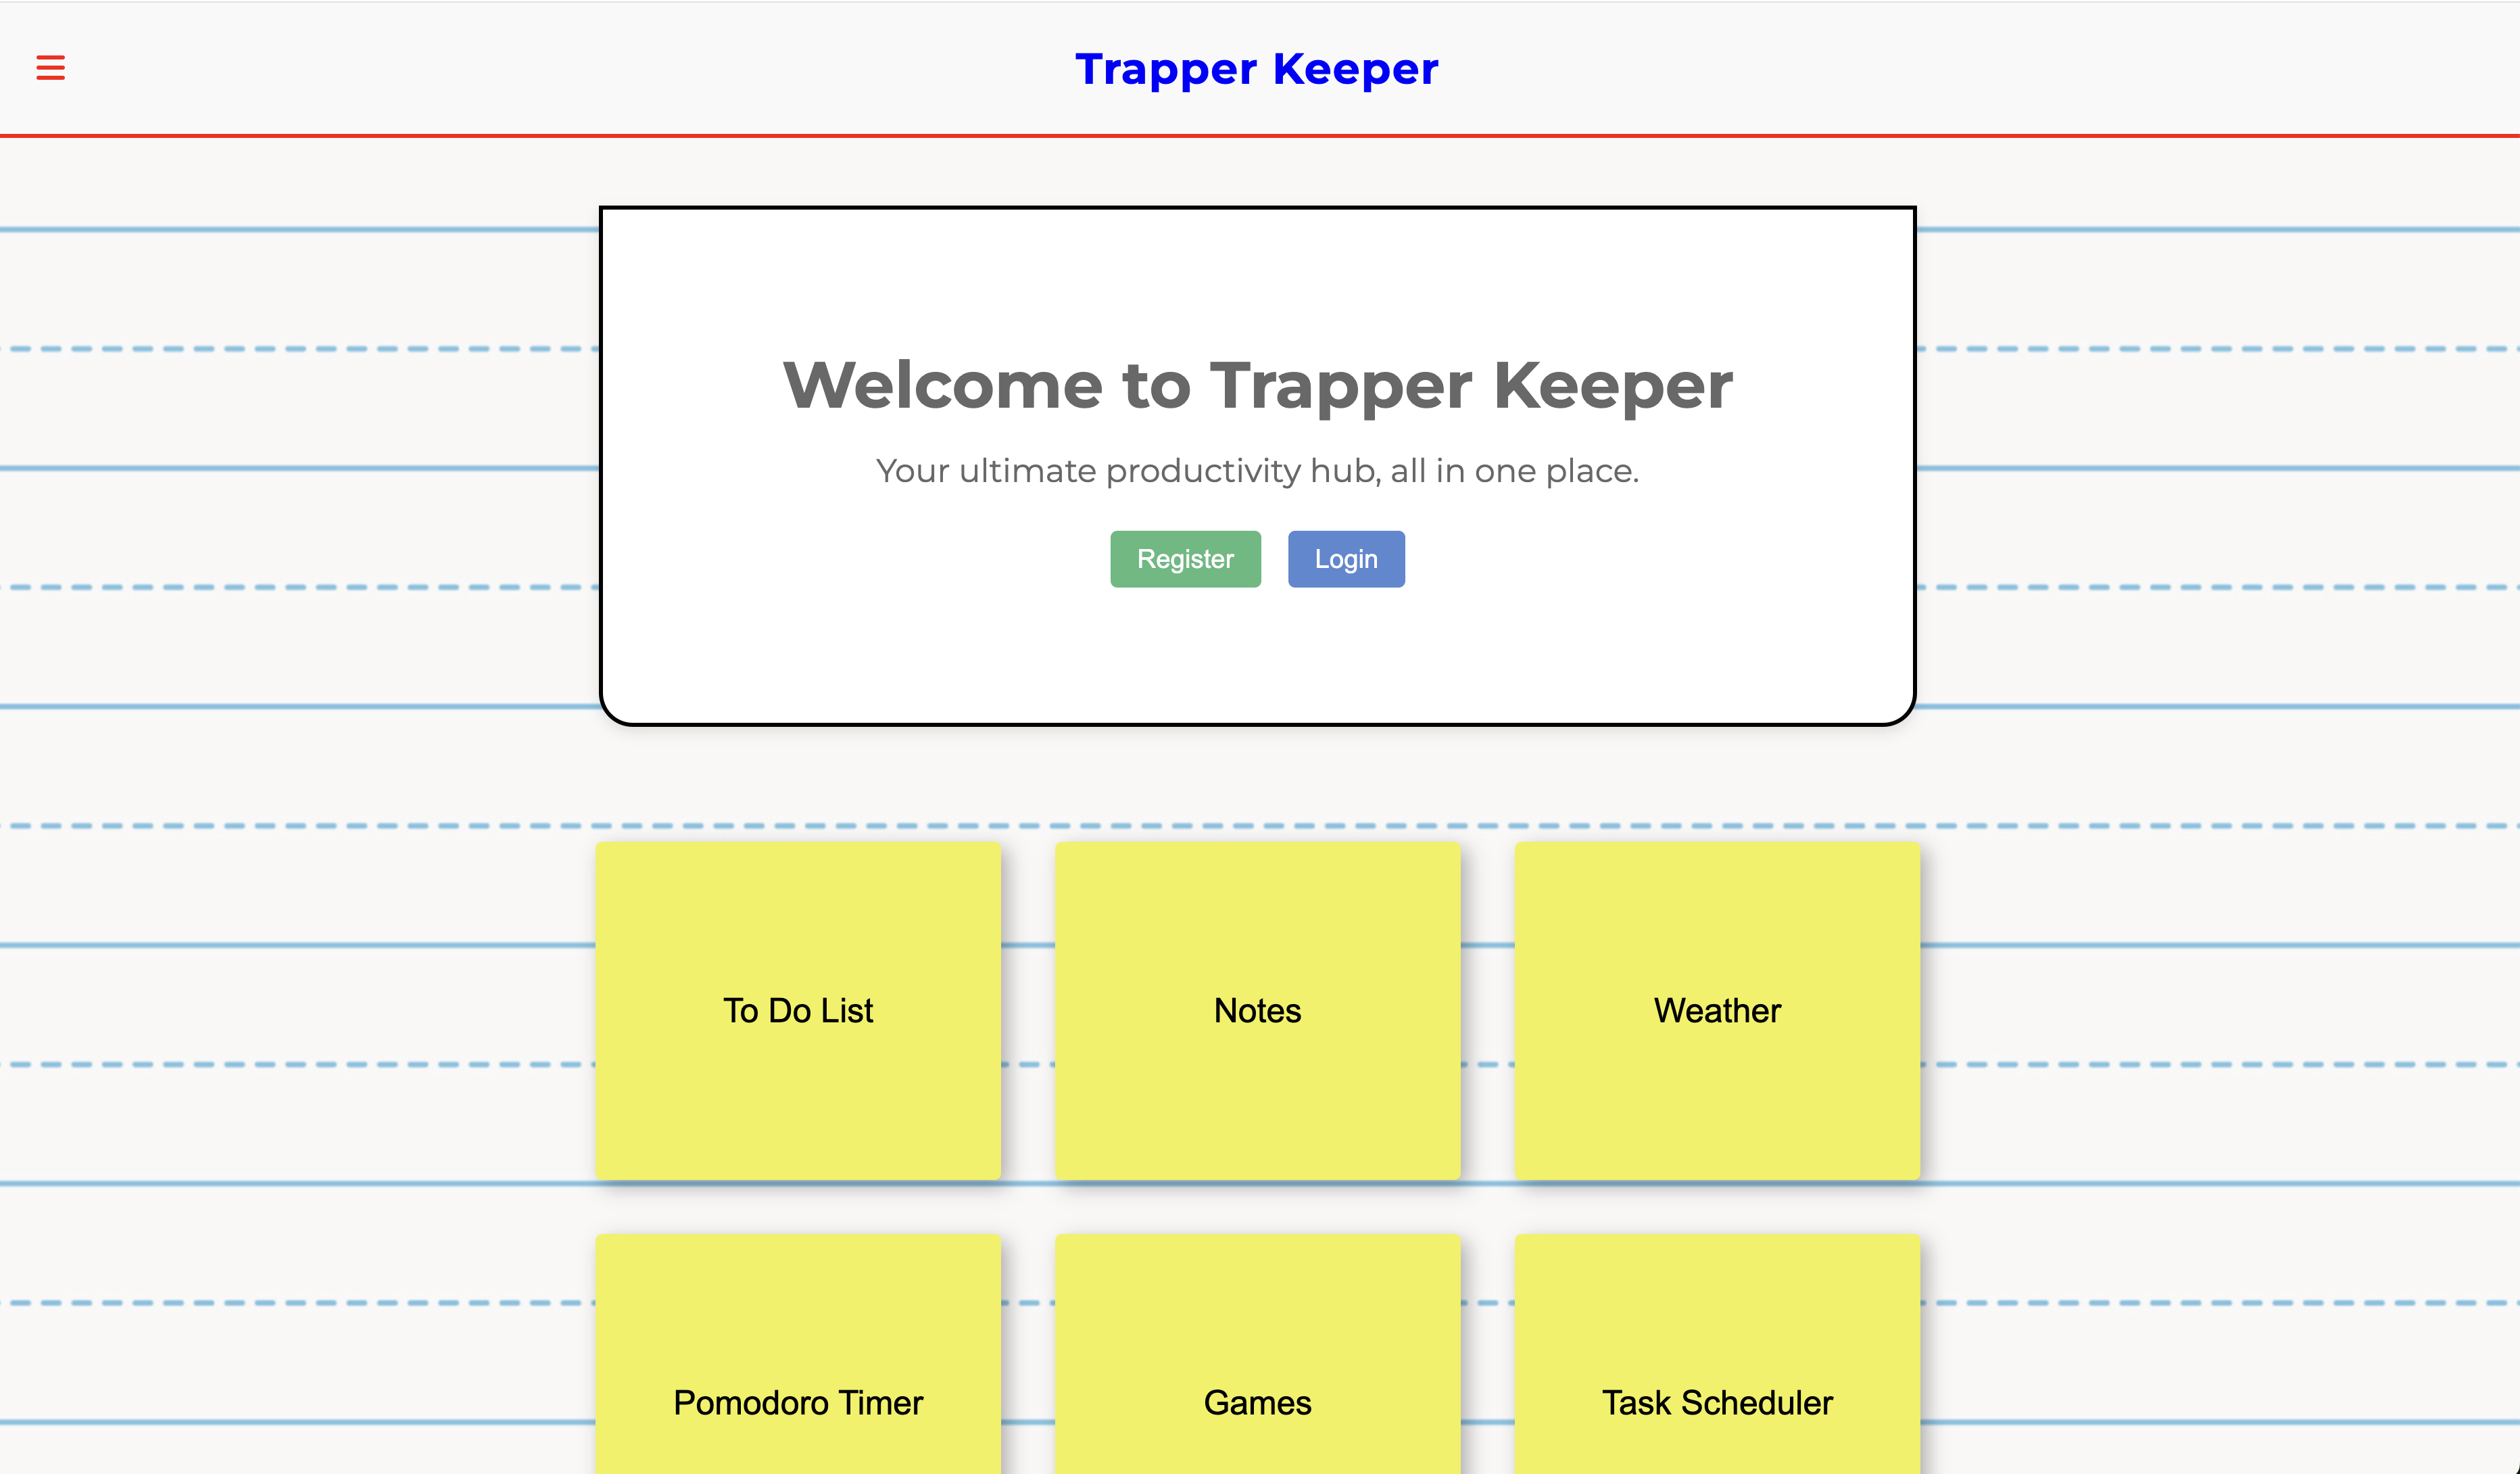 Trapper Keeper
Welcome to Trapper Keeper
Your ultimate productivity hub, all in one place.
Register Login
To Do List Notes Weather
Pomodoro Timer Games Task Scheduler